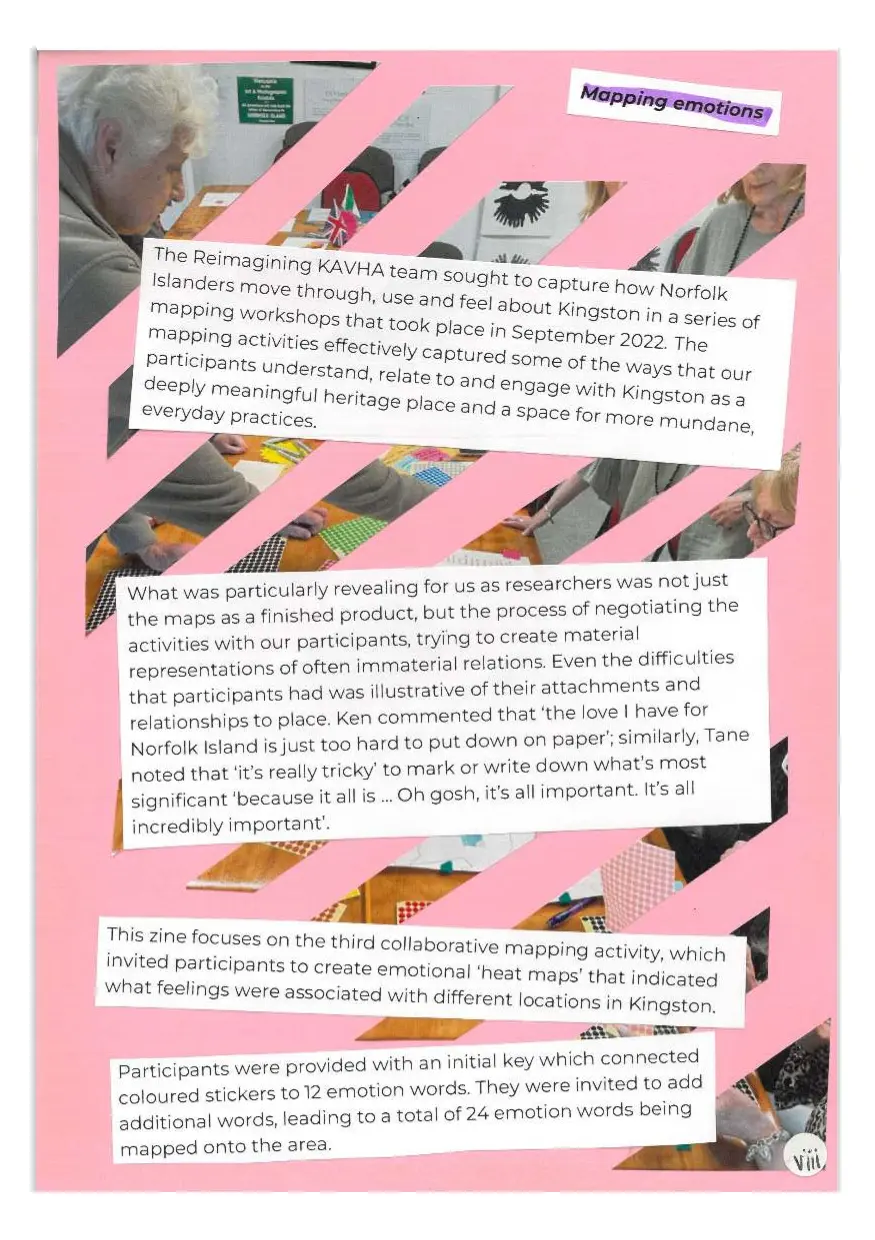 Mapping emotions
The Reimagining KAVHA team sought to capture how Norfolk
Islanders move through, use and feel about Kingston in a series of
mapping workshops that took place in September 2022. The
mapping activities effectively captured some of the ways that our
participants understand, relate to and engage with Kingston as a
deeply meaningful heritage place and a space for more mundane,
everyday practices.
What was particularly revealing for us as researchers was not just
the maps as a finished product, but the process of negotiating the
activities with our participants, trying to create material
representations of often immaterial relations. Even the difficulties
that participants had was illustrative of their attachments and
relationships to place. Ken commented that ‘the love I have for
Norfolk Island is just too hard to put down on paper’; similarly, Tane
noted that ‘it’s really tricky’ to mark or write down what’s most
significant ‘because it all is ... Oh gosh, it’s all important. It’s all
incredibly important’.
This zine focuses on the third collaborative mapping activity, which
invited participants to create emotional ‘heat maps’ that indicated
what feelings were associated with different locations in Kingston.
Participants were provided with an initial key which connected
coloured stickers to 12 emotion words. They were invited to add
additional words, leading to a total of 24 emotion words being
mapped onto the area.
viii